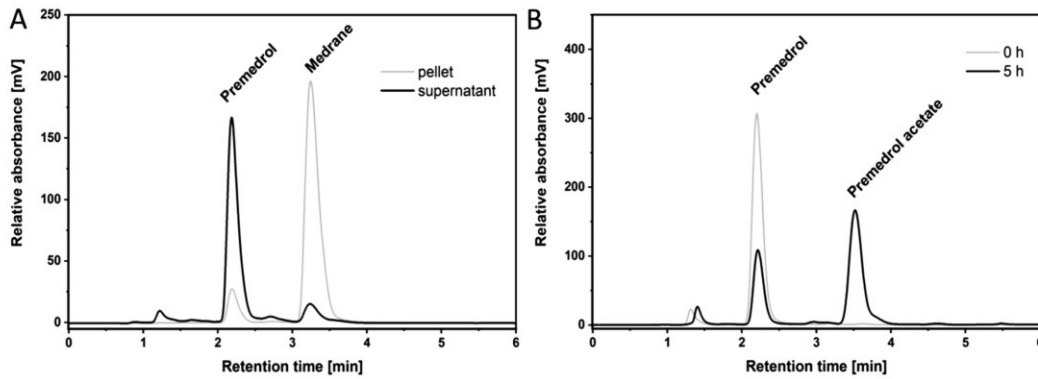 A
Relative absorbance [mV]
250
200
150
100
50
0
Premedrol
Medrane
pellet
supernatant
0 1 2 3 4 5 6
Retention time [min]
B
Relative absorbance [mV]
400
300
200
100
0
Premedrol
Premedrol acetate
0 h
5 h
0 1 2 3 4 5 6
Retention time [min]